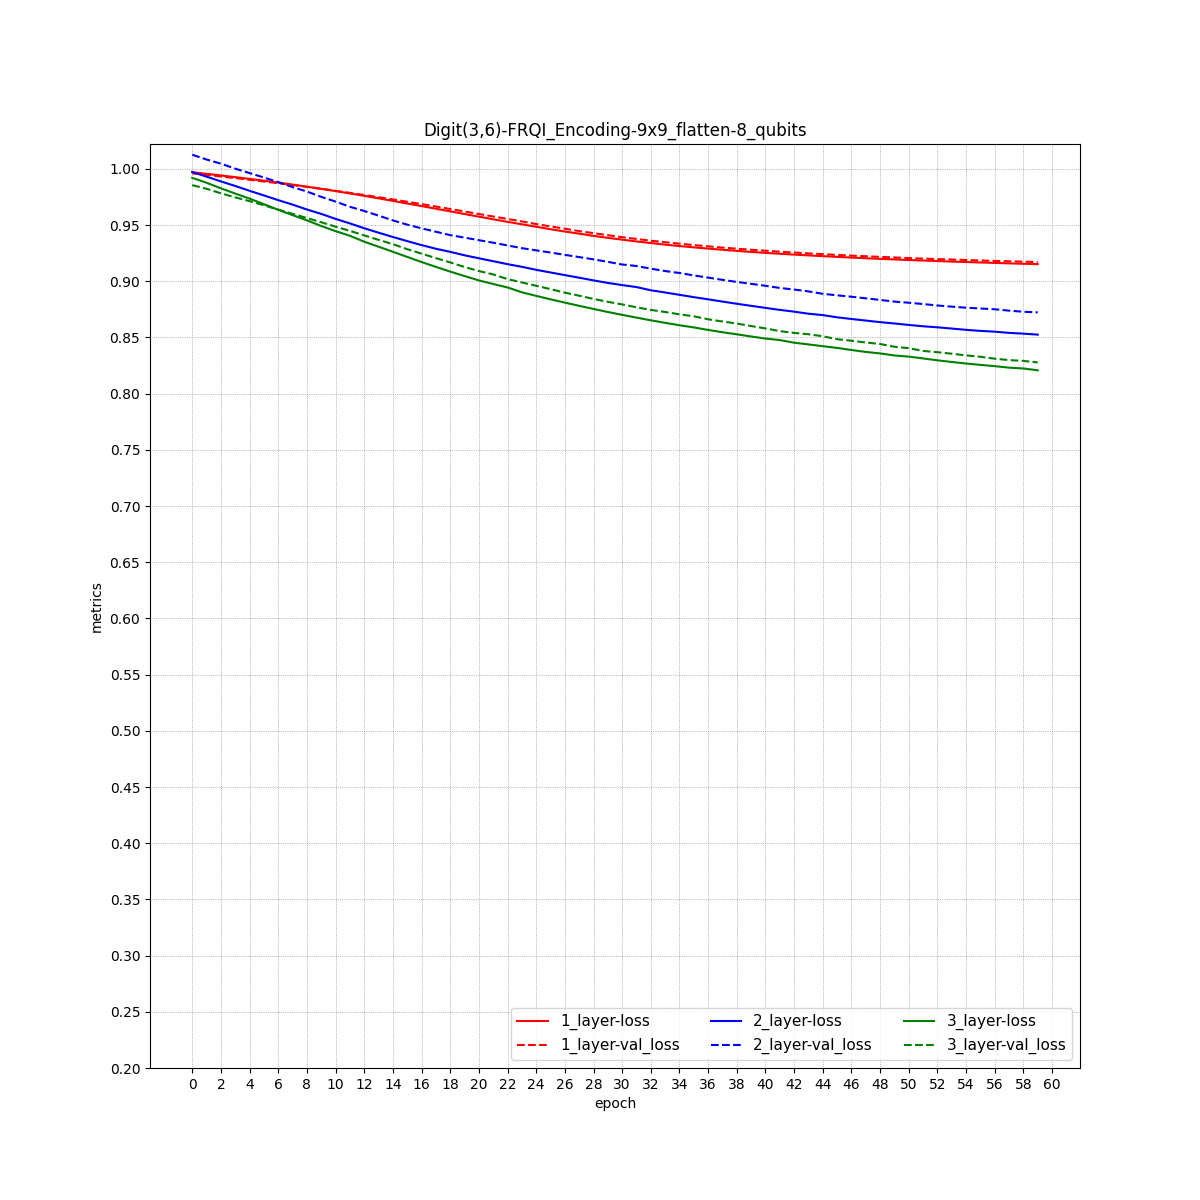 Digit(3,6)-FRQI_Encoding-9x9_flatten-8_qubits
1.00
0.95
0.90
0.85
0.80
0.75
0.70
0.65
0.60
0.55
0.50
0.45
0.40
0.35
0.30
0.25
0.20
metrics
1_layer-loss 2_layer-loss 3_layer-loss
1_layer-val_loss 2_layer-val_loss 3_layer-val_loss
0 2 4 6 8 10 12 14 16 18 20 22 24 26 28 30 32 34 36 38 40 42 44 46 48 50 52 54 56 58 60
epoch